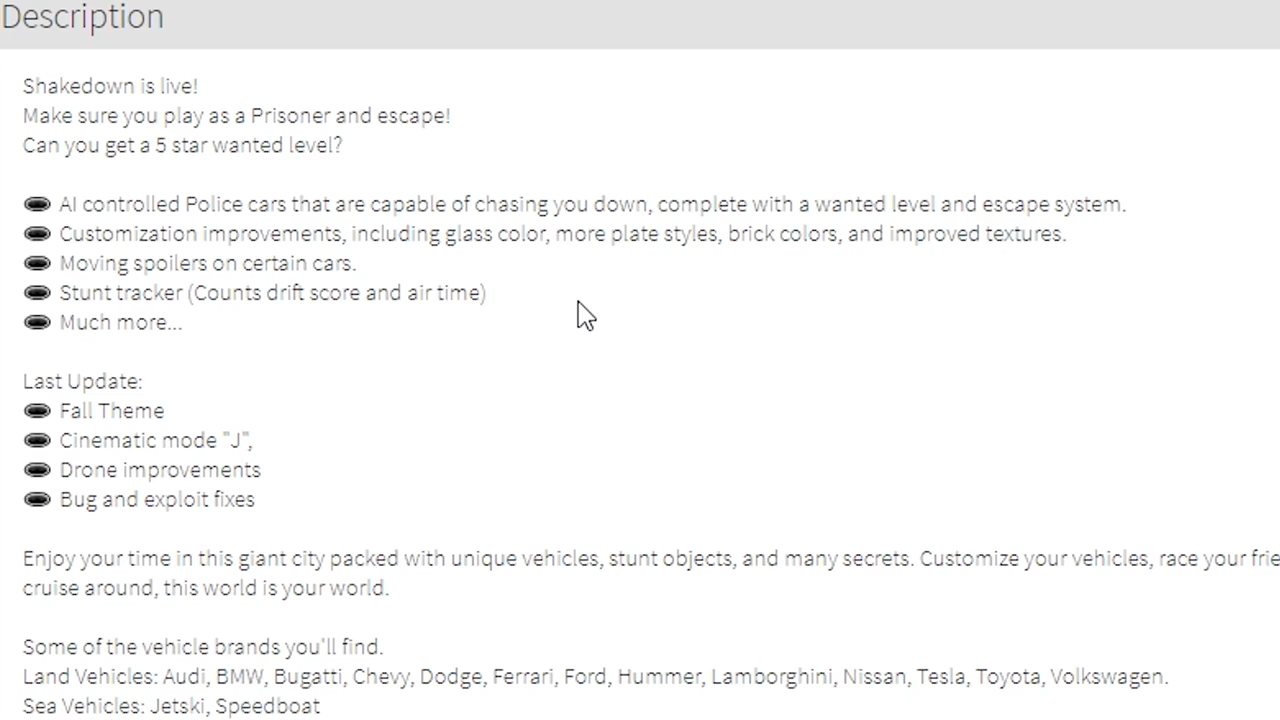 Description
Shakedown is live!
Make sure you play as a Prisoner and escape!
Can you get a 5 star wanted level?
AI controlled Police cars that are capable of chasing you down, complete with a wanted level and escape system.
Customization improvements, including glass color, more plate styles, brick colors, and improved textures.
Moving spoilers on certain cars.
Stunt tracker (Counts drift score and air time)
Much more...
Last Update:
Fall Theme
Cinematic mode "J",
Drone improvements
Bug and exploit fixes
Enjoy your time in this giant city packed with unique vehicles, stunt objects, and many secrets. Customize your vehicles, race your
cruise around, this world is your world.
Some of the vehicle brands you'll find.
Land Vehicles: Audi, BMW, Bugatti, Chevy, Dodge, Ferrari, Ford, Hummer, Lamborghini, Nissan, Tesla, Toyota, Volkswagen.
Sea Vehicles: Jetski, Speedboat